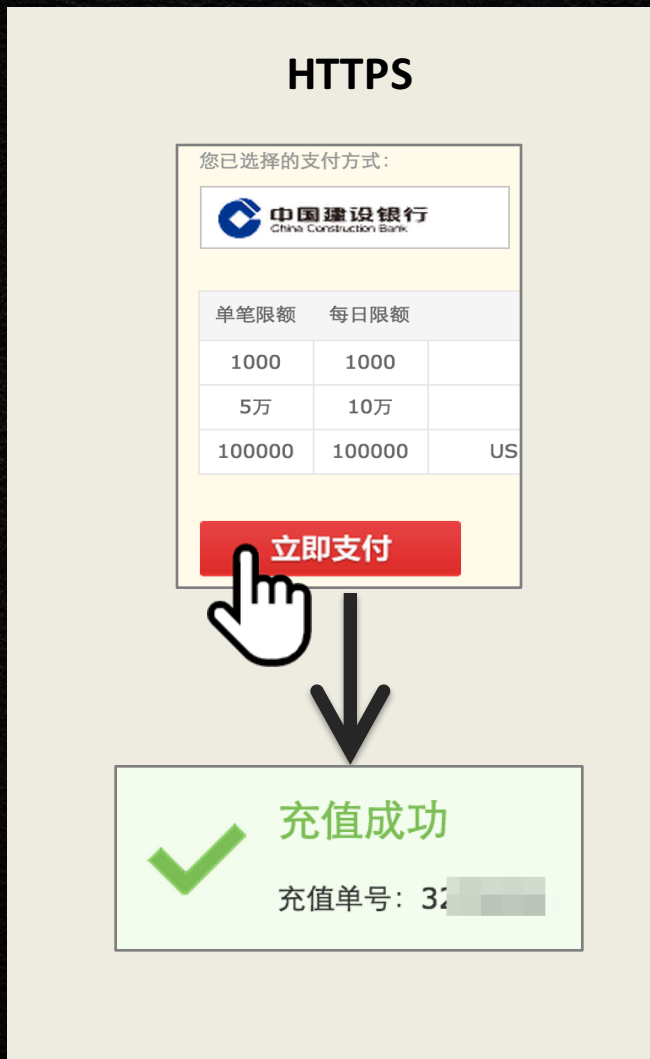 HTTPS
您已选择的支付方式:
中国建设银行
China Construction Bank
单笔限额 每日限额
1000 1000
5万 10万
100000 100000 US
立即支付
充值成功
充值单号: 32